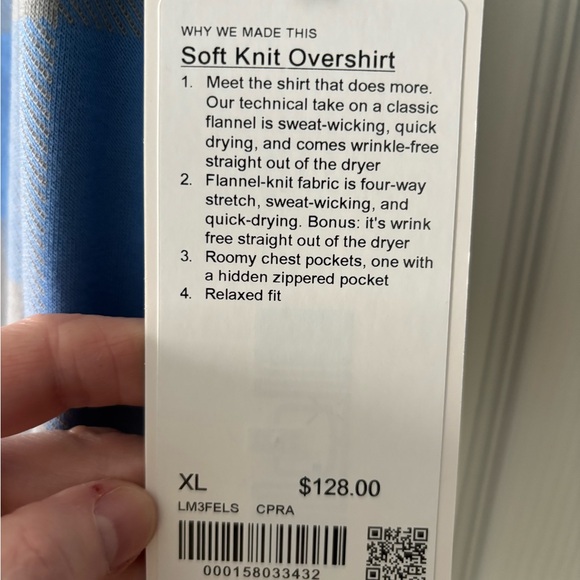 WHY WE MADE THIS
Soft Knit Overshirt
1. Meet the shirt that does more.
Our technical take on a classic
flannel is sweat-wicking, quick
drying, and comes wrinkle-free
straight out of the dryer
2. Flannel-knit fabric is four-way
stretch, sweat-wicking, and
quick-drying. Bonus: it's wrink
free straight out of the dryer
3. Roomy chest pockets, one with
a hidden zippered pocket
4. Relaxed fit
XL $128.00
LM3FELS CPRA
000158033432